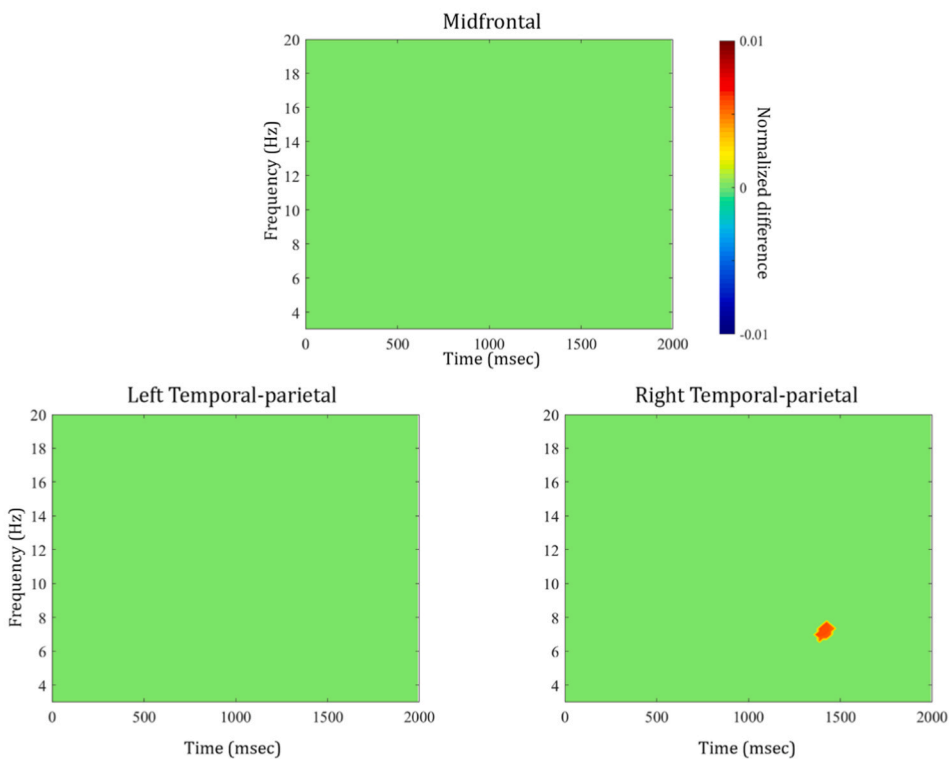 Midfrontal
20
18
16
14
12
10
8
6
4
Frequency (Hz)
0 500 1000 1500 2000
Time (msec)
0.01
0
-0.01
Normalized difference
Left Temporal-parietal
20
18
16
14
12
10
8
6
4
Frequency (Hz)
0 500 1000 1500 2000
Time (msec)
Right Temporal-parietal
20
18
16
14
12
10
8
6
4
0 500 1000 1500 2000
Time (msec)